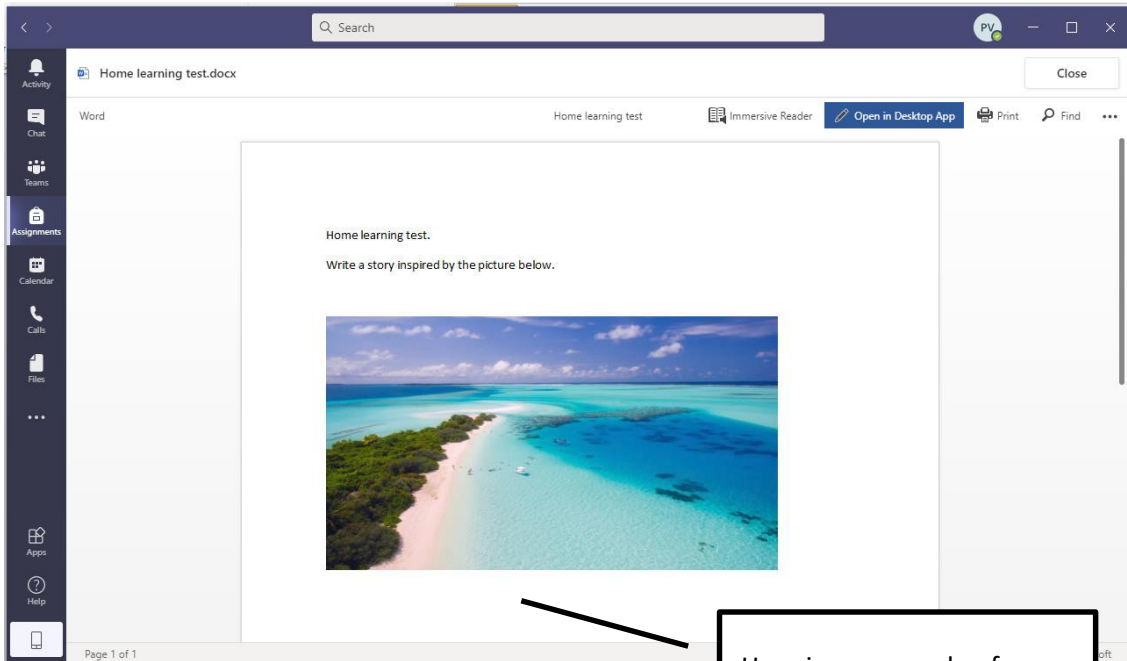 Search
PV
Activity
Home learning test.docx
Close
Chat
Word
Home learning test
Immersive Reader
Open in Desktop App
Print
Find
Teams
Assignments
Calendar
Calls
Files
Home learning test.
Write a story inspired by the picture below.
Apps
Help
Page 1 of 1